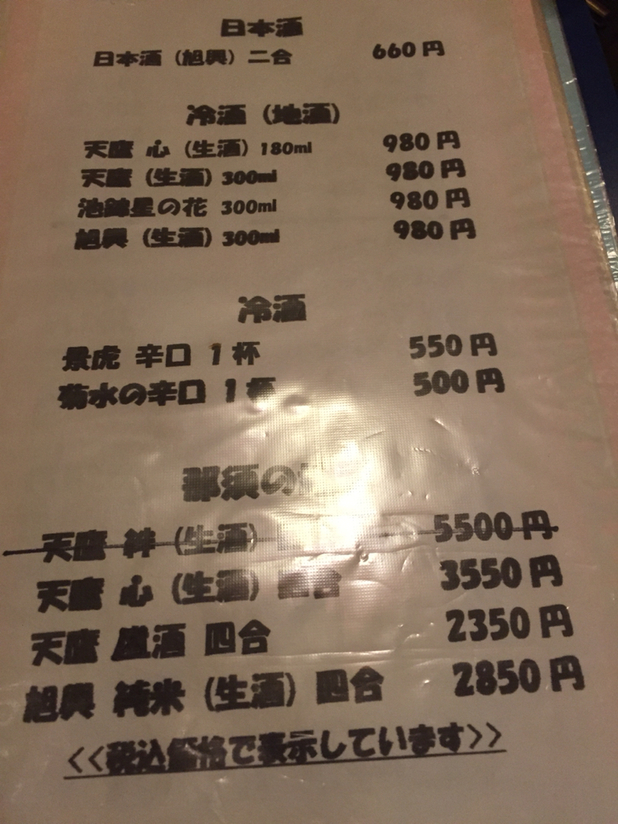 日本酒
日本酒（旭興）二合 660円
冷酒（地酒）
天鷹 心（生酒）180ml 980円
天鷹（生酒）300ml 980円
池錦星の花 300ml 980円
旭興（生酒）300ml 980円
冷酒
景虎 辛口 1杯 550円
菊水の辛口 1杯 500円
那須の
天鷹 絆（生酒） 5500円
天鷹 心（生酒） 合 3550円
天鷹 酒 四合 2350円
旭興 純米（生酒）四合 2850円
<<税込価格で表示しています>>